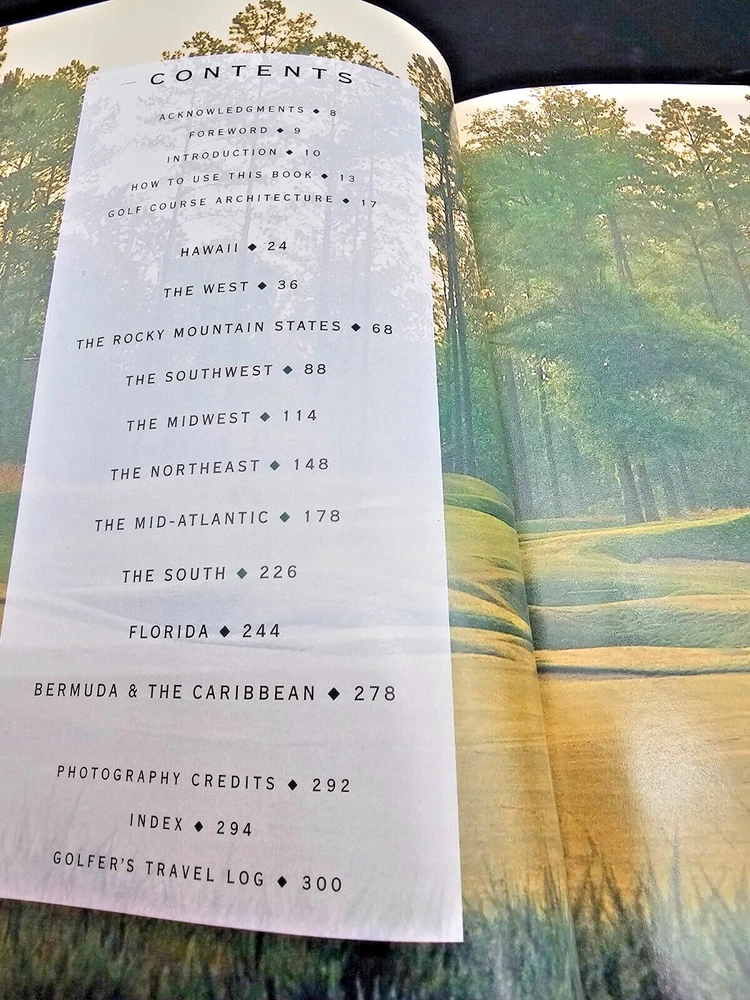 CONTENTS
ACKNOWLEDGMENTS ◆ 8
FOREWORD ◆ 9
INTRODUCTION ◆ 10
HOW TO USE THIS BOOK ◆ 13
GOLF COURSE ARCHITECTURE ◆ 17
HAWAII ◆ 24
THE WEST ◆ 36
THE ROCKY MOUNTAIN STATES ◆ 68
THE SOUTHWEST ◆ 88
THE MIDWEST ◆ 114
THE NORTHEAST ◆ 148
THE MID-ATLANTIC ◆ 178
THE SOUTH ◆ 226
FLORIDA ◆ 244
BERMUDA & THE CARIBBEAN ◆ 278
PHOTOGRAPHY CREDITS ◆ 292
INDEX ◆ 294
GOLFER'S TRAVEL LOG ◆ 300